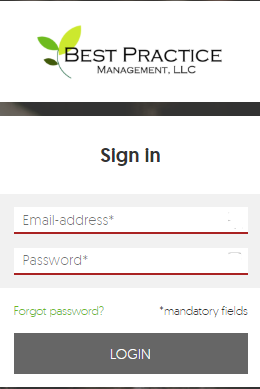 BEST PRACTICE
MANAGEMENT, LLC
Sign In
Email-address*
Password*
Forgot password? *mandatory fields
LOGIN